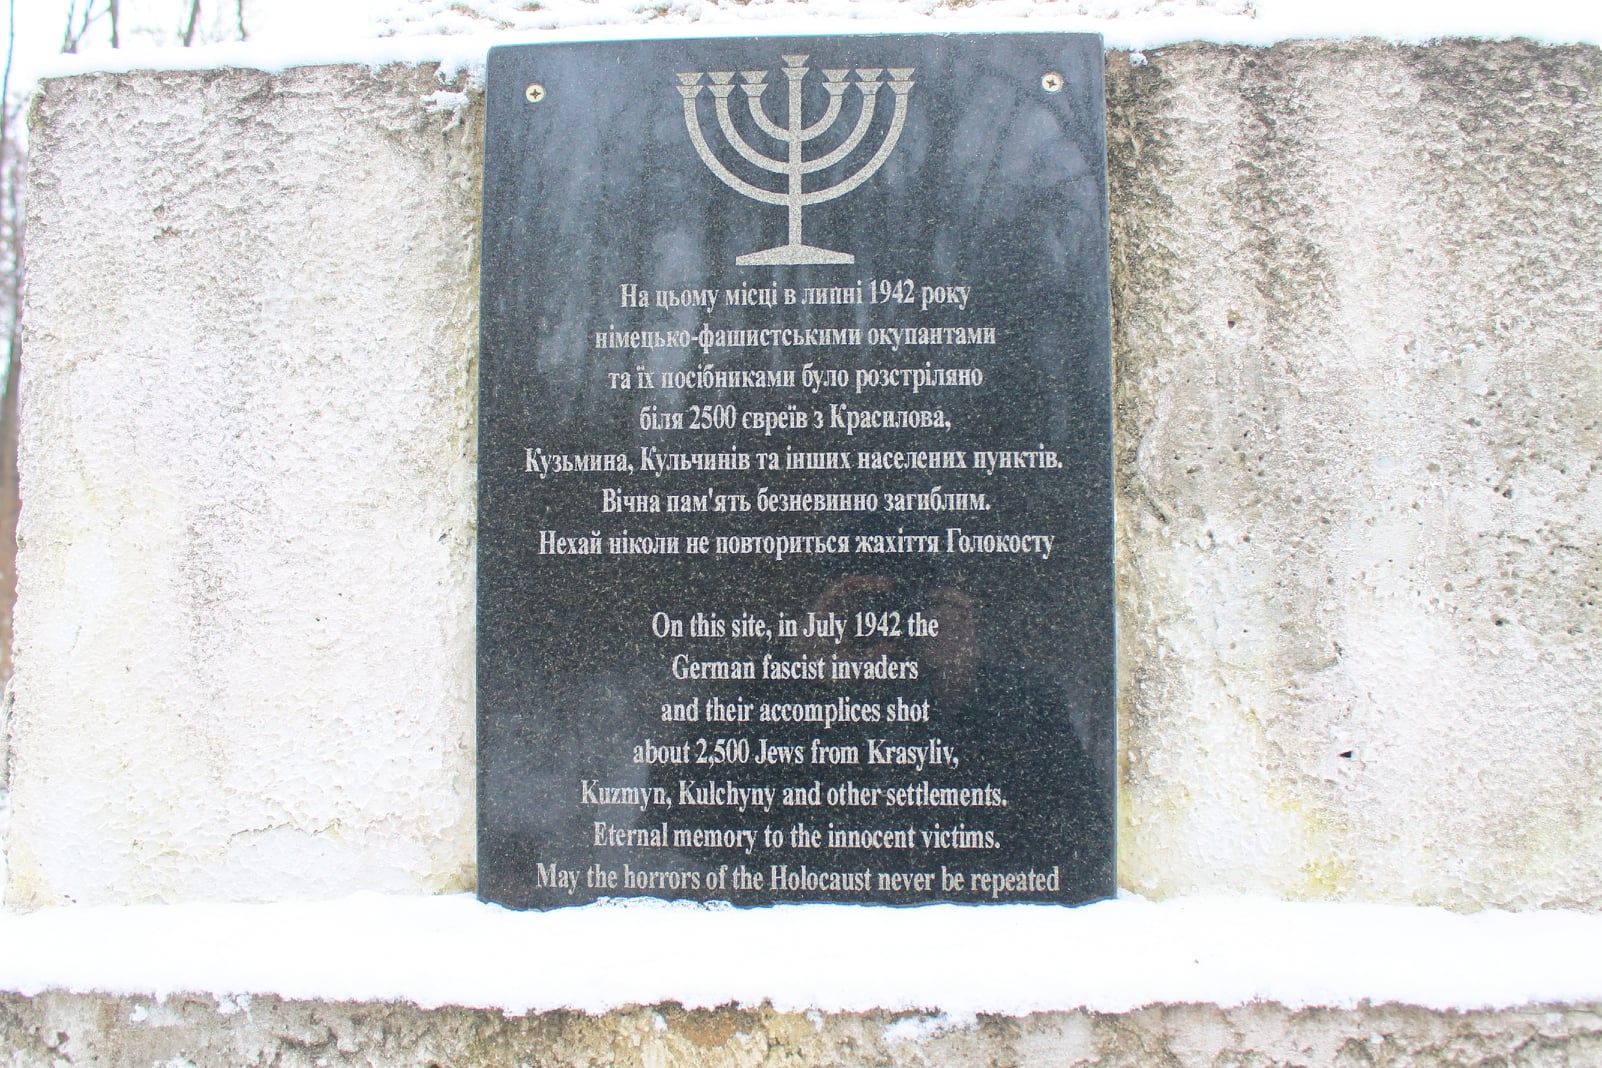 На цьому місці в липні 1942 року
німецько-фашистськими окупантами
та їх посібниками було розстріляно
біля 2500 євреїв з Красилова,
Кузьмина, Кульчинів та інших населених пунктів.
Вічна пам'ять безневинно загиблим.
Нехай ніколи не повториться жахіття Голокосту
On this site, in July 1942 the
German fascist invaders
and their accomplices shot
about 2,500 Jews from Krasyliv,
Kuzmyn, Kulchyny and other settlements.
Eternal memory to the innocent victims.
May the horrors of the Holocaust never be repeated